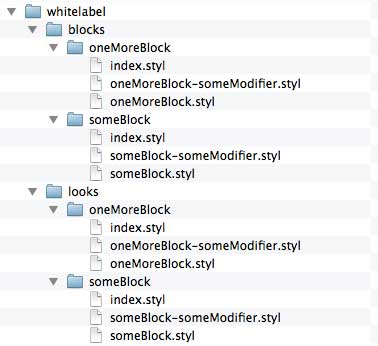 whitelabel
blocks
oneMoreBlock
index.styl
oneMoreBlock-someModifier.styl
oneMoreBlock.styl
someBlock
index.styl
someBlock-someModifier.styl
someBlock.styl
looks
oneMoreBlock
index.styl
oneMoreBlock-someModifier.styl
oneMoreBlock.styl
someBlock
index.styl
someBlock-someModifier.styl
someBlock.styl